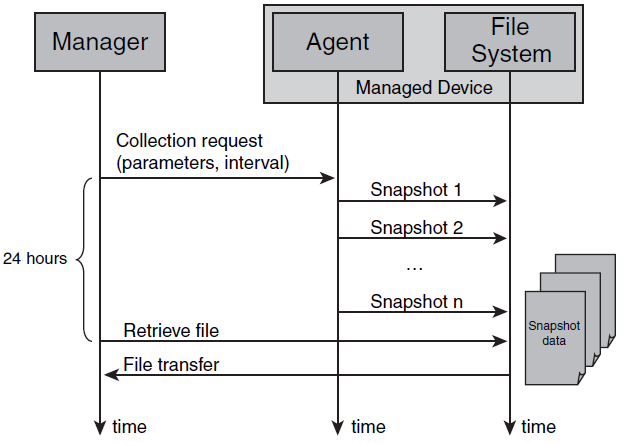 Manager
Agent
File
System
Managed Device
Collection request
(parameters, interval)
Snapshot 1
Snapshot 2
...
Snapshot n
24 hours
Snapshot
data
Retrieve file
File transfer
time
time
time